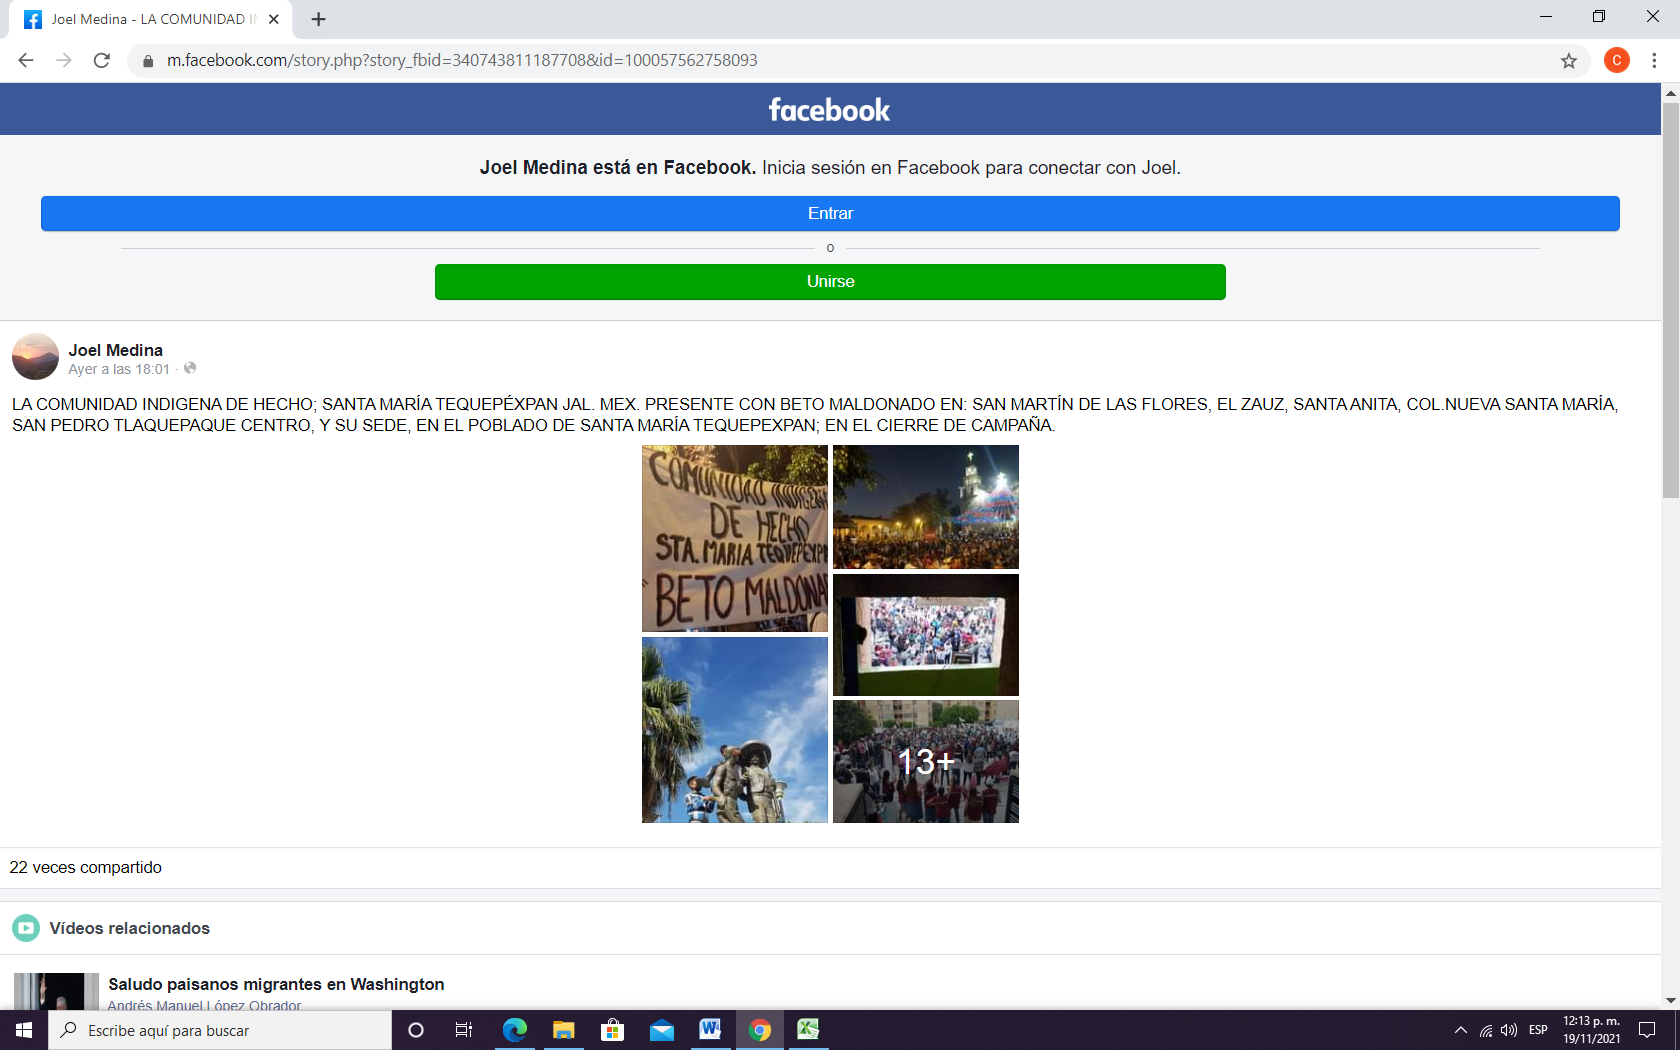 Joel Medina - LA COMUNIDAD IN
m.facebook.com/story.php?story_fbid=340743811187708&id=100057562758093
C
facebook
Joel Medina está en Facebook. Inicia sesión en Facebook para conectar con Joel.
Entrar
o
Unirse
Joel Medina
Ayer a las 18:01 ·
LA COMUNIDAD INDIGENA DE HECHO; SANTA MARÍA TEQUEPÉXPAN JAL. MEX. PRESENTE CON BETO MALDONADO EN: SAN MARTÍN DE LAS FLORES, EL ZAUZ, SANTA ANITA, COL.NUEVA SANTA MARÍA,
SAN PEDRO TLAQUEPAQUE CENTRO, Y SU SEDE, EN EL POBLADO DE SANTA MARÍA TEQUEPEXPAN; EN EL CIERRE DE CAMPAÑA.
COMUNIDAD INDIGENA
DE HECHO
STA. MARIA TEQUEPÉXP
"BETO MALDONA
13+
22 veces compartido
Vídeos relacionados
Saludo paisanos migrantes en Washington
Andrés Manuel López Obrador
Escribe aquí para buscar
ESP
12:13 p. m.
19/11/2021